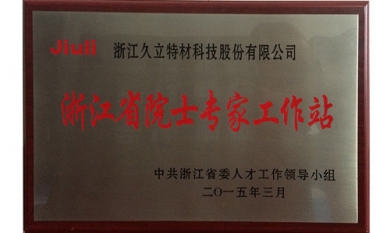 Jiuli 浙江久立特材科技股份有限公司
浙江省院士专家工作站
中共浙江省委人才工作领导小组
二〇一五年三月